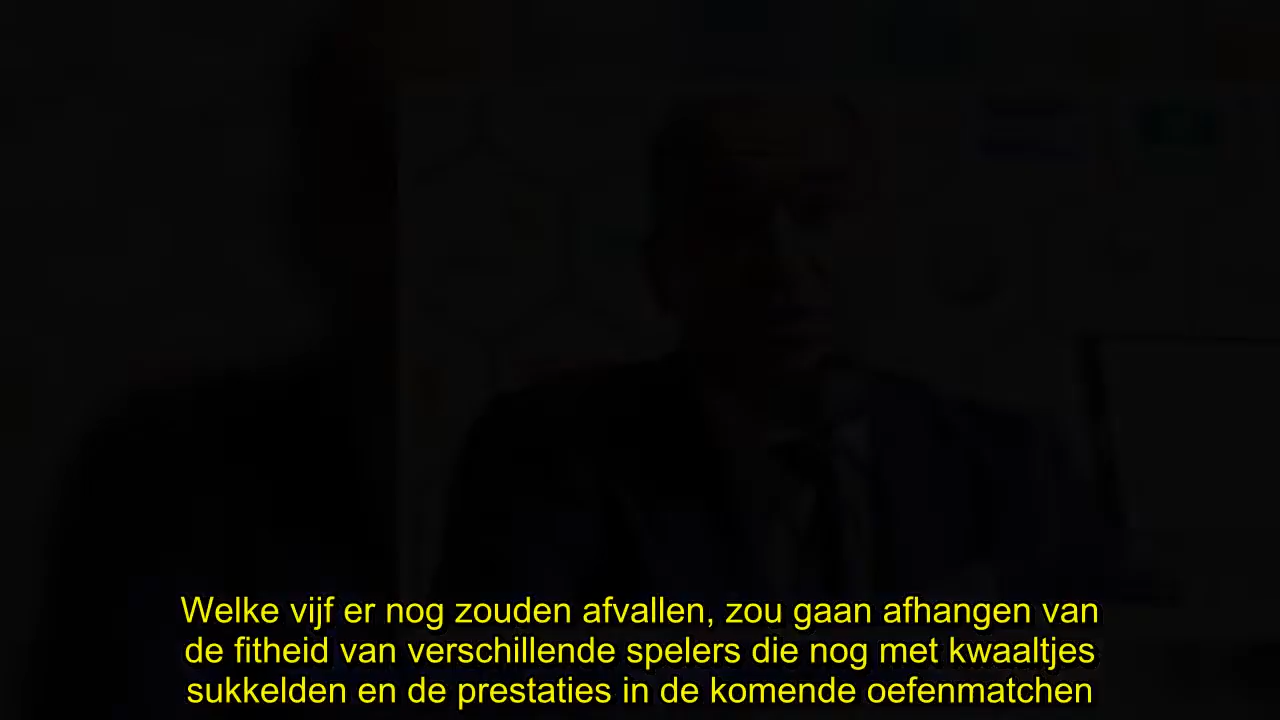 Welke vijf er nog zouden afvallen, zou gaan afhangen van
de fitheid van verschillende spelers die nog met kwaaltjes
sukkelden en de prestaties in de komende oefenmatchen